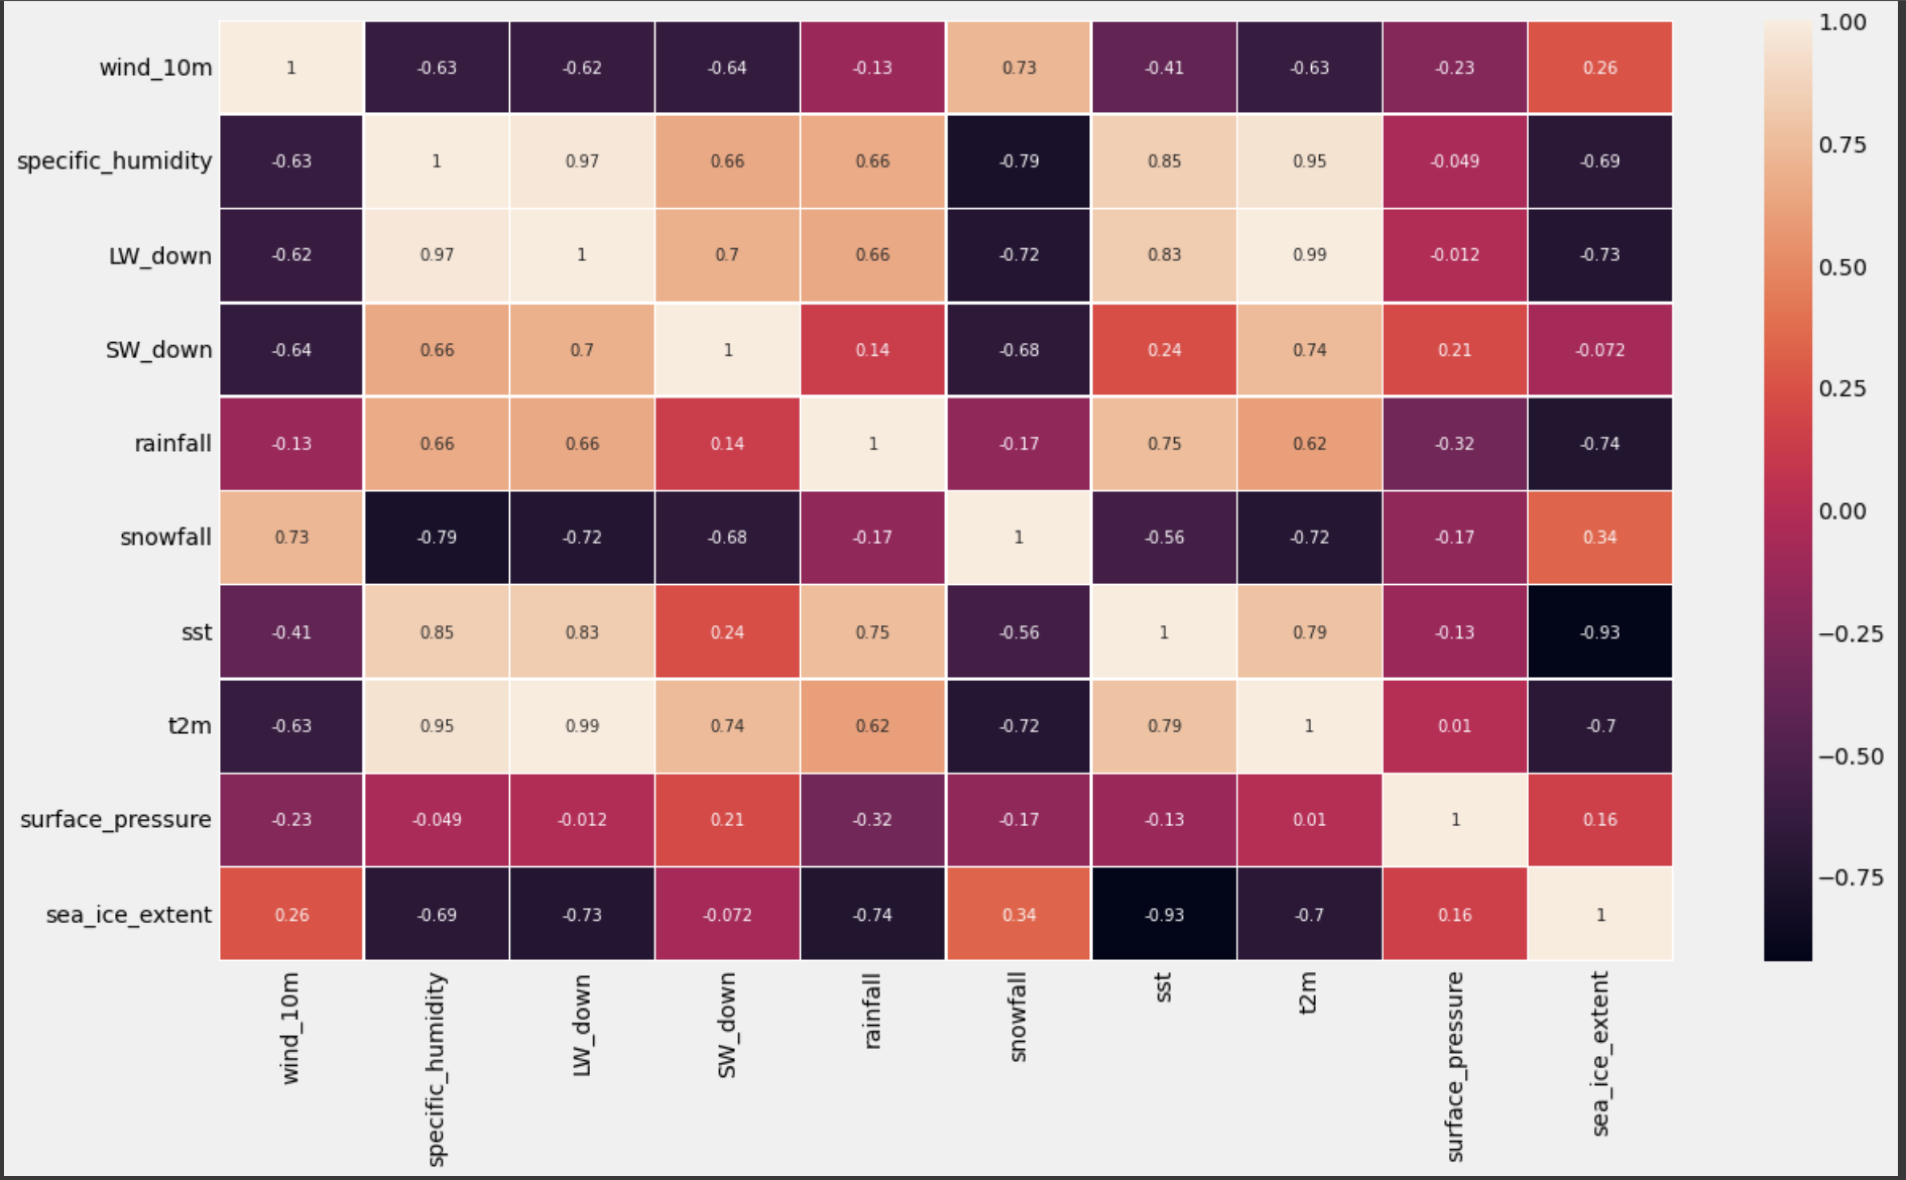 wind_10m 1 -0.63 -0.62 -0.64 -0.13 0.73 -0.41 -0.63 -0.23 0.26
specific_humidity -0.63 1 0.97 0.66 0.66 -0.79 0.85 0.95 -0.049 -0.69
LW_down -0.62 0.97 1 0.7 0.66 -0.72 0.83 0.99 -0.012 -0.73
SW_down -0.64 0.66 0.7 1 0.14 -0.68 0.24 0.74 0.21 -0.072
rainfall -0.13 0.66 0.66 0.14 1 -0.17 0.75 0.62 -0.32 -0.74
snowfall 0.73 -0.79 -0.72 -0.68 -0.17 1 -0.56 -0.72 -0.17 0.34
sst -0.41 0.85 0.83 0.24 0.75 -0.56 1 0.79 -0.13 -0.93
t2m -0.63 0.95 0.99 0.74 0.62 -0.72 0.79 1 0.01 -0.7
surface_pressure -0.23 -0.049 -0.012 0.21 -0.32 -0.17 -0.13 0.01 1 0.16
sea_ice_extent 0.26 -0.69 -0.73 -0.072 -0.74 0.34 -0.93 -0.7 0.16 1
wind_10m
specific_humidity
LW_down
SW_down
rainfall
snowfall
sst
t2m
surface_pressure
sea_ice_extent
1.00
0.75
0.50
0.25
0.00
−0.25
−0.50
−0.75